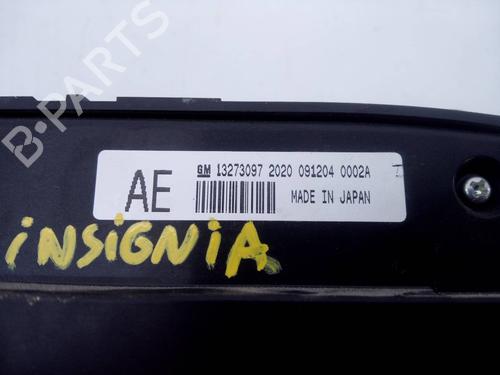 B-PARTS
GM 13273097 2020 091204 0002A
AE
MADE IN JAPAN
INSIGNIA